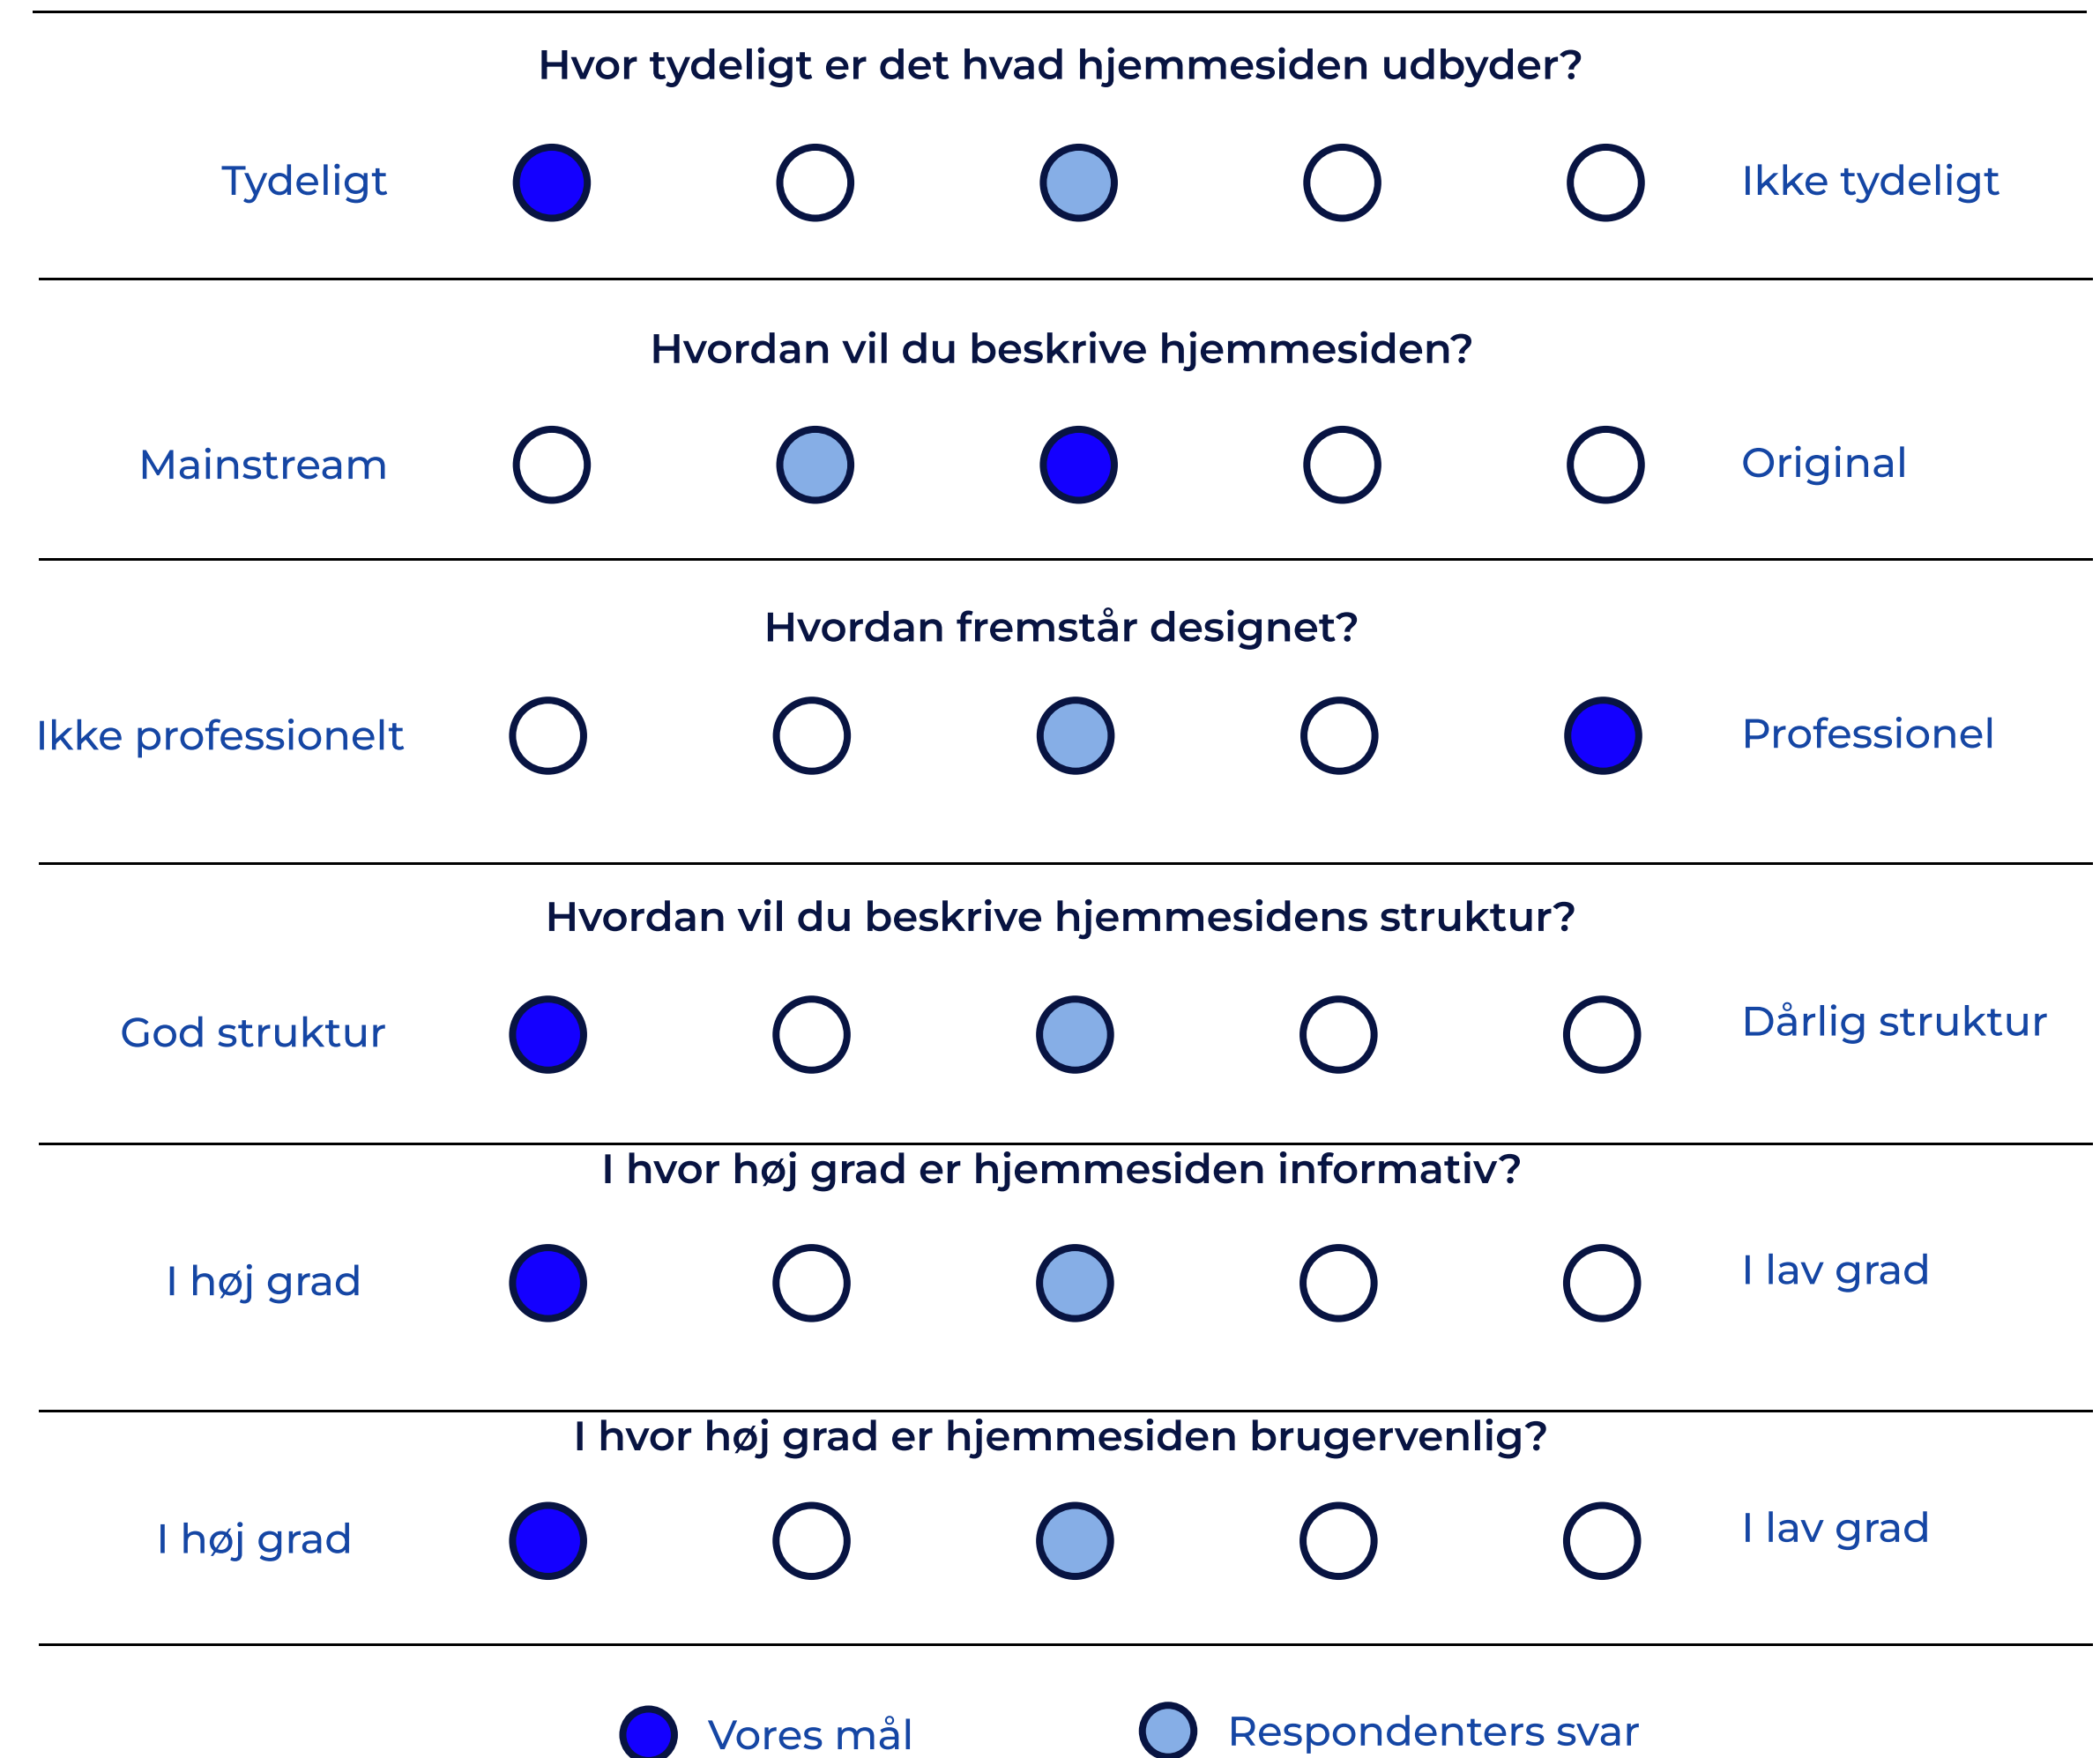 Hvor tydeligt er det hvad hjemmesiden udbyder?
Tydeligt
Ikke tydeligt
Hvordan vil du beskrive hjemmesiden?
Mainstream
Original
Hvordan fremstår designet?
Ikke professionelt
Professionel
Hvordan vil du beskrive hjemmesidens struktur?
God struktur
Dårlig struktur
I hvor høj grad er hjemmesiden informativ?
I høj grad
I lav grad
I hvor høj grad er hjemmesiden brugervenlig?
I høj grad
I lav grad
Vores mål
Respondenters svar